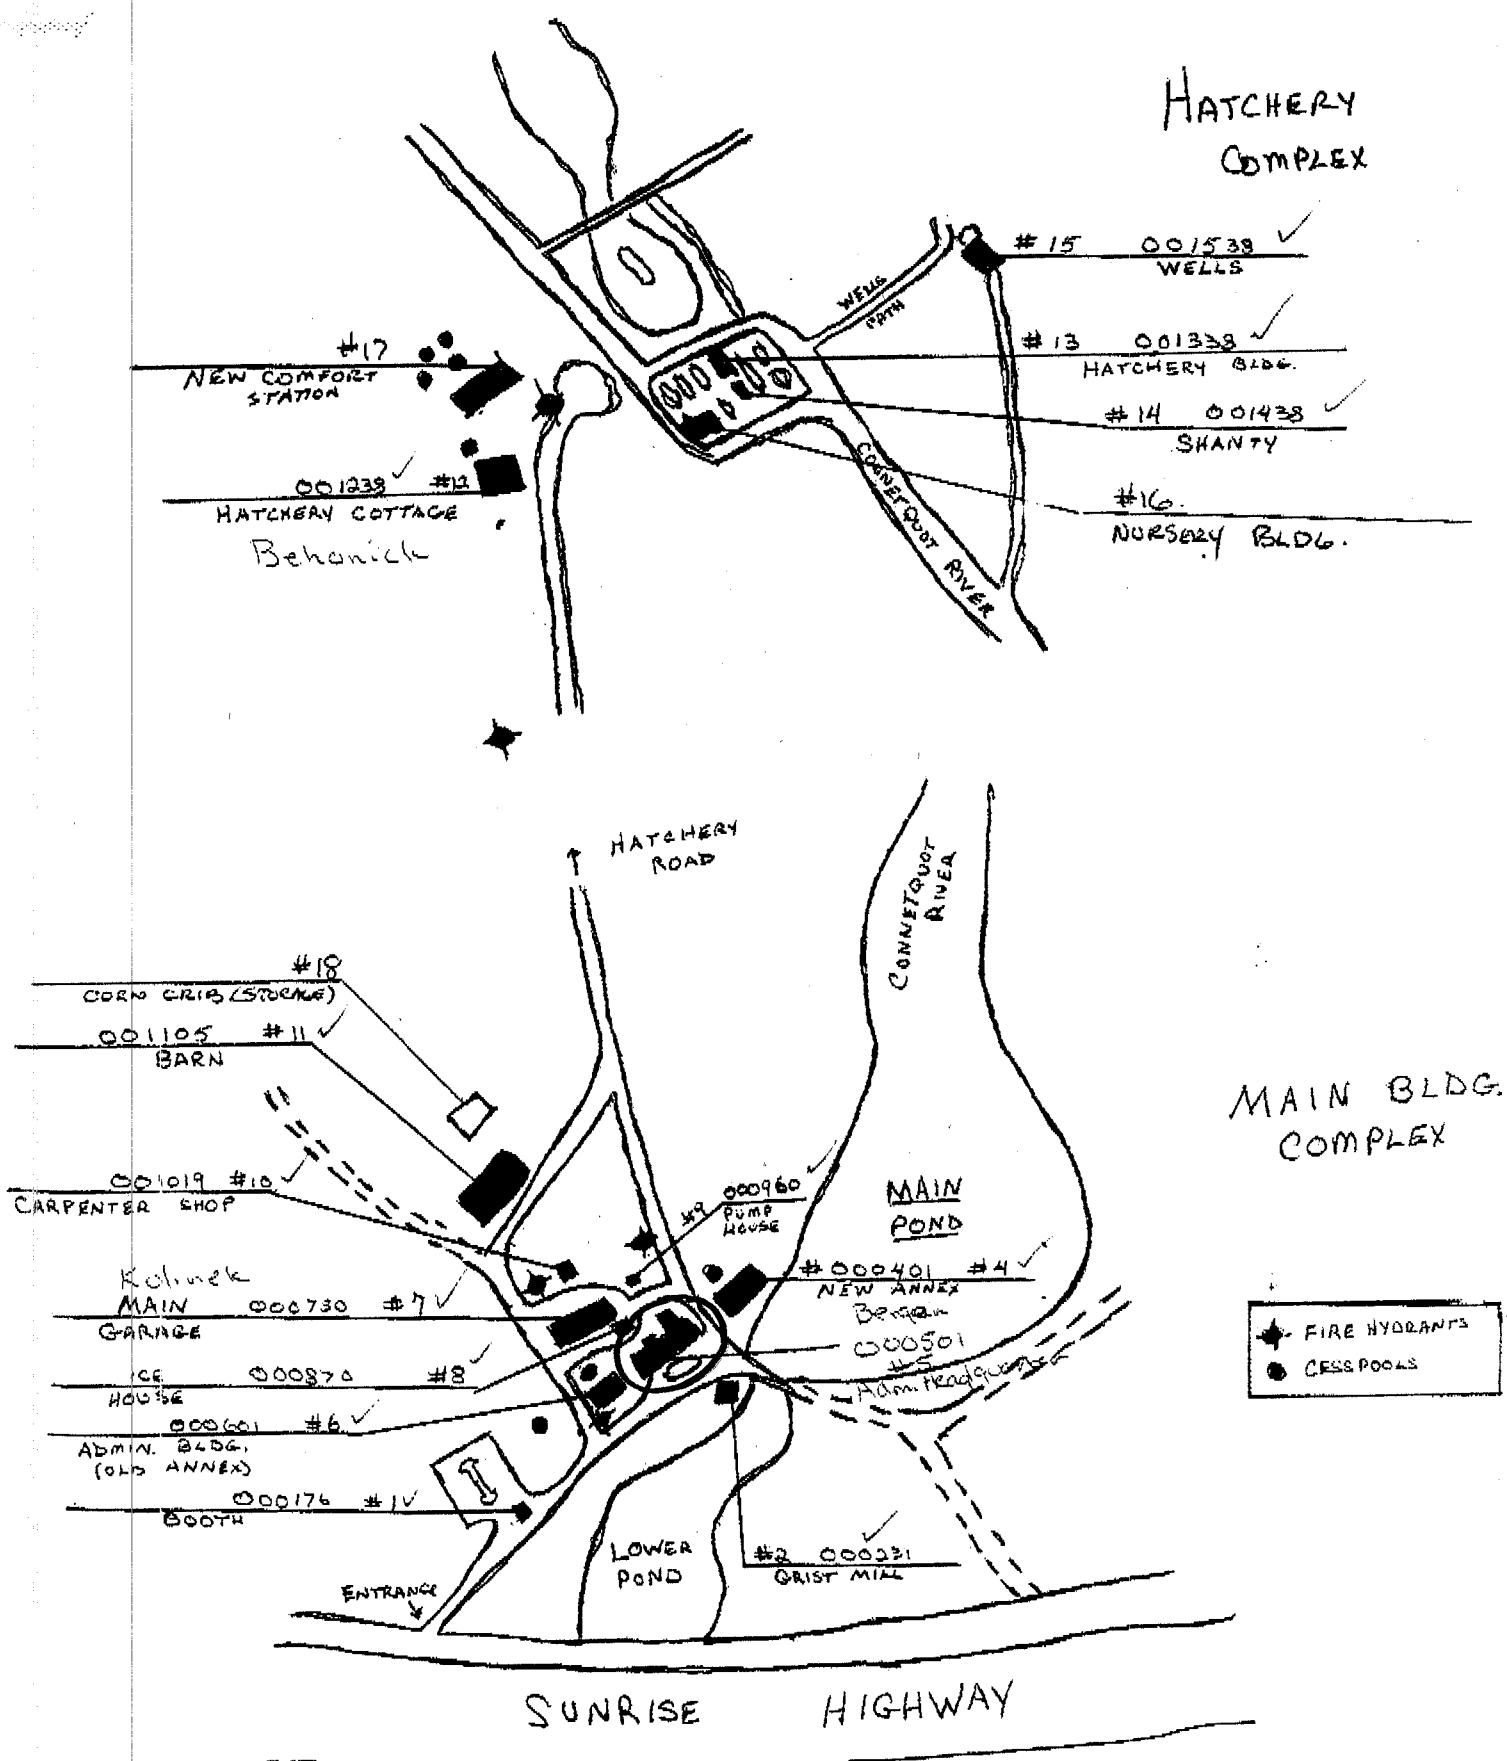 HATCHERY
COMPLEX
#15 001538
WELLS
WELLS
PATH
#13 001338
HATCHERY BLDG.
#14 001438
SHANTY
#16.
NURSERY BLDG.
CONNETQUOT RIVER
#17
NEW COMFORT
STATION
001238 #12
HATCHERY COTTAGE
Behanick
HATCHERY
ROAD
CONNETQUOT
RIVER
#18
CORN CRIB (STORAGE)
001105 #11
BARN
MAIN BLDG.
COMPLEX
001019 #10
CARPENTER SHOP
#9 000960
PUMP
HOUSE
MAIN
POND
#000401 #4
NEW ANNEX
Bergen
000501
#5
Adm. Headquarters
Kolinek
MAIN 000730 #7
GARAGE
ICE 000870 #8
HOUSE
000601 #6
ADMIN. BLDG.
(OLD ANNEX)
000176 #1
BOOTH
FIRE HYDRANTS
CESSPOOLS
LOWER
POND
#2 000231
GRIST MILL
ENTRANCE
SUNRISE HIGHWAY